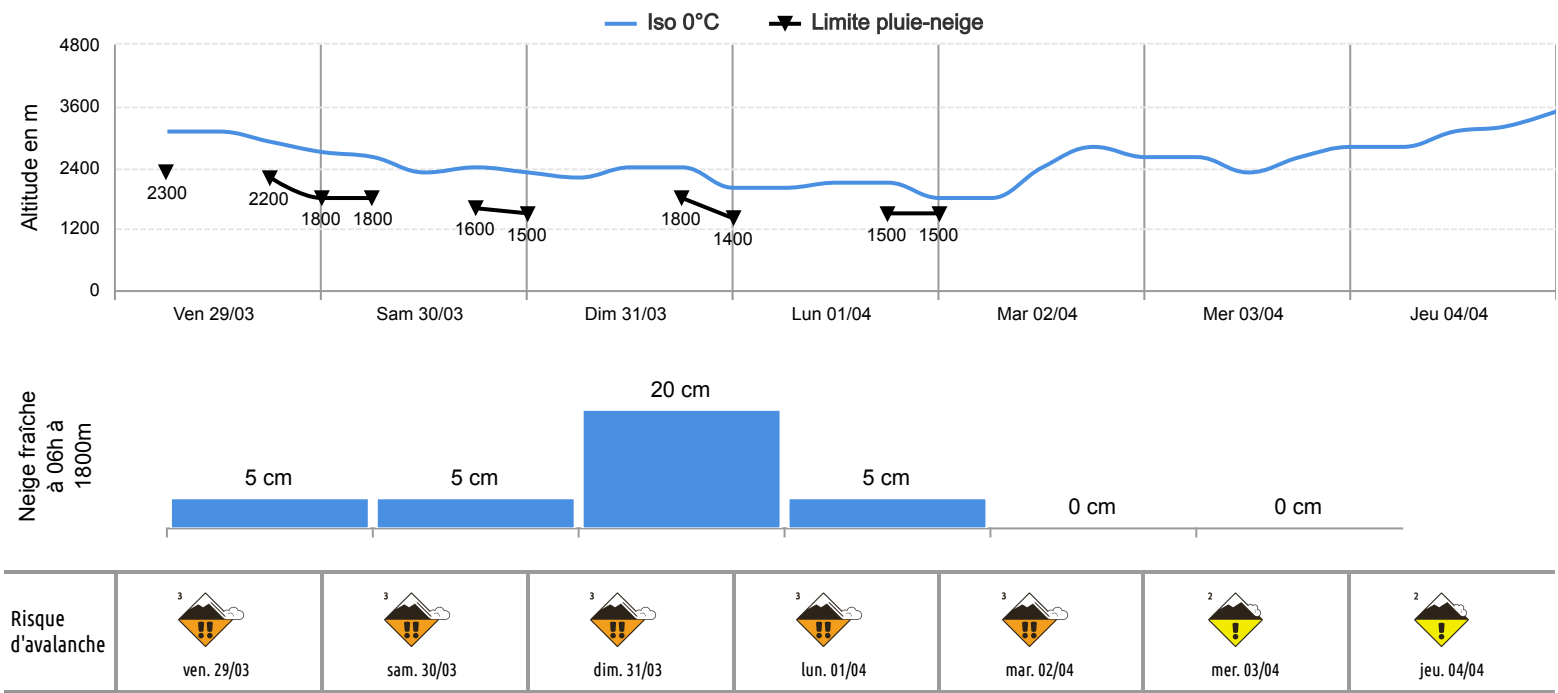 Iso 0°C Limite pluie-neige
Altitude en m
4800
3600
2400
1200
0
2300
2200
1800
1800
1600
1500
1800
1400
1500
1500
Ven 29/03 Sam 30/03 Dim 31/03 Lun 01/04 Mar 02/04 Mer 03/04 Jeu 04/04
Neige fraîche
à 06h à
1800m
5 cm 5 cm 20 cm 5 cm 0 cm 0 cm
Risque
d'avalanche
3 3 3 3 3 2 2
!! !! !! !! !! ! !
ven. 29/03 sam. 30/03 dim. 31/03 lun. 01/04 mar. 02/04 mer. 03/04 jeu. 04/04